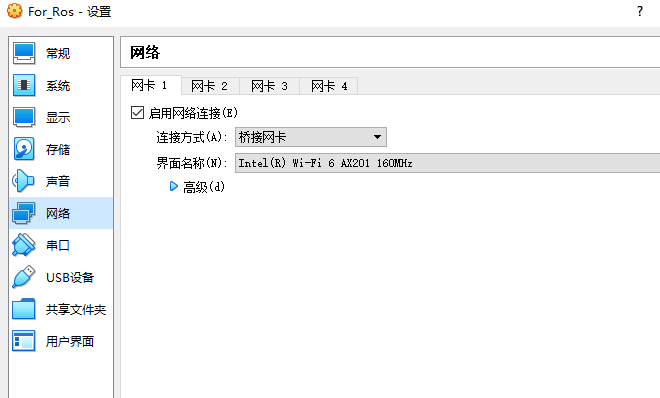 For_Ros - 设置
?
常规
系统
显示
存储
声音
网络
串口
USB设备
共享文件夹
用户界面
网络
网卡 1 网卡 2 网卡 3 网卡 4
启用网络连接(E)
连接方式(A): 桥接网卡
界面名称(N): Intel(R) Wi-Fi 6 AX201 160MHz
高级(d)